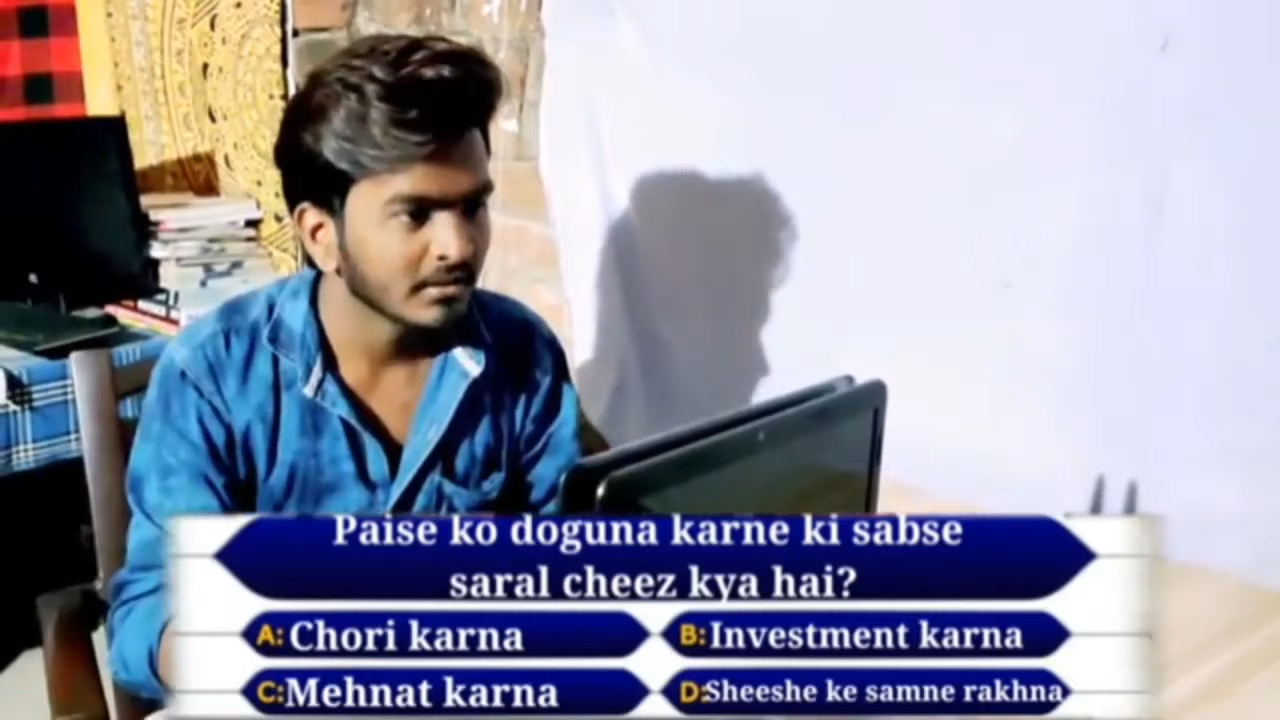 Paise ko doguna karne ki sabse
saral cheez kya hai?
A: Chori karna
B: Investment karna
C: Mehnat karna
D: Sheeshe ke samne rakhna